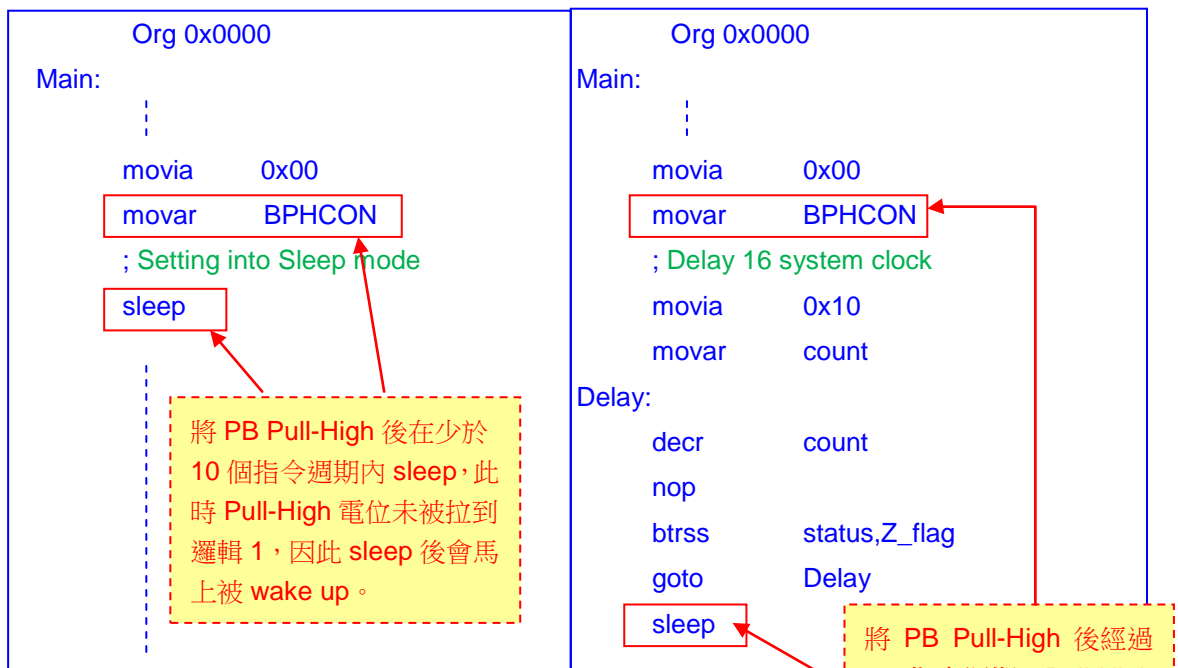 Org 0x0000
Main:
movia 0x00
movar BPHCON
; Setting into Sleep mode
sleep
將 PB Pull-High 後在少於
10 個指令週期內 sleep，此
時 Pull-High 電位未被拉到
邏輯 1，因此 sleep 後會馬
上被 wake up。
Org 0x0000
Main:
movia 0x00
movar BPHCON
; Delay 16 system clock
movia 0x10
movar count
Delay:
decr count
nop
btrss status,Z_flag
goto Delay
sleep
將 PB Pull-High 後經過